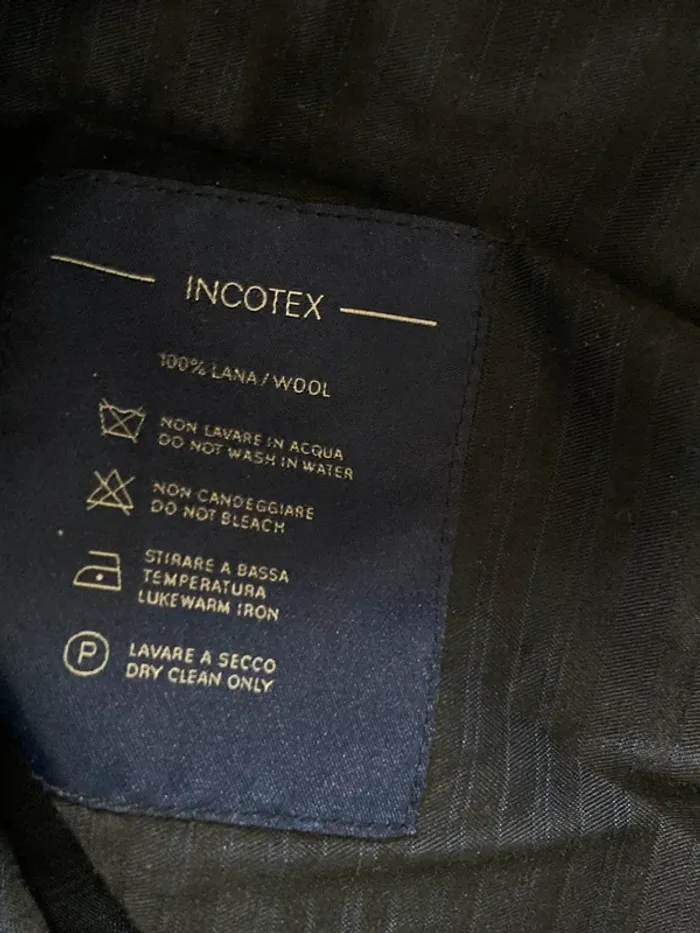 INCOTEX
100% LANA / WOOL
NON LAVARE IN ACQUA
DO NOT WASH IN WATER
NON CANDEGGIARE
DO NOT BLEACH
STIRARE A BASSA
TEMPERATURA
LUKEWARM IRON
P
LAVARE A SECCO
DRY CLEAN ONLY